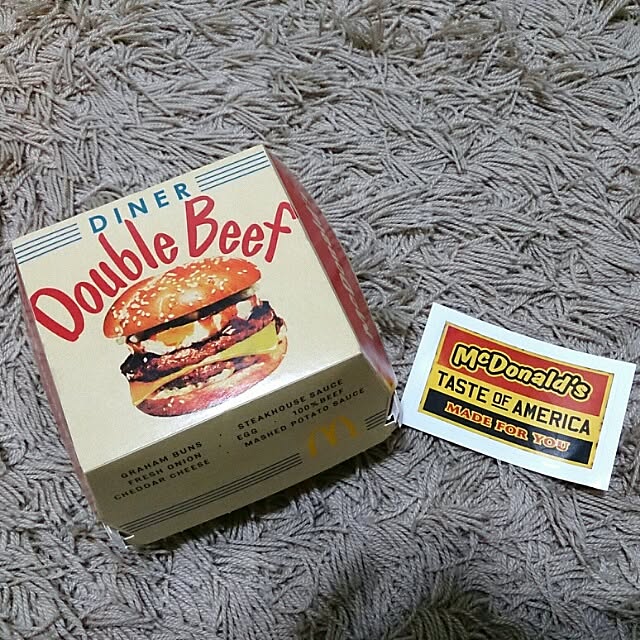 DINER
Double Beef
GRAHAM BUNS · STEAKHOUSE SAUCE
FRESH ONION · EGG · 100% BEEF
CHEDDAR CHEESE · MASHED POTATO SAUCE
McDonald's
TASTE OF AMERICA
MADE FOR YOU